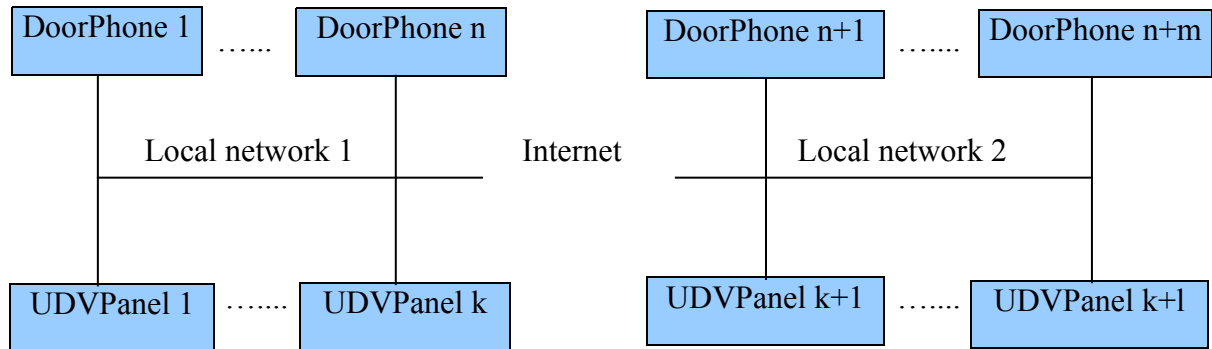 DoorPhone 1 …... DoorPhone n DoorPhone n+1 …….... DoorPhone n+m
Local network 1 Internet Local network 2
UDVPanel 1 ….... UDVPanel k UDVPanel k+1 …….. UDVPanel k+l